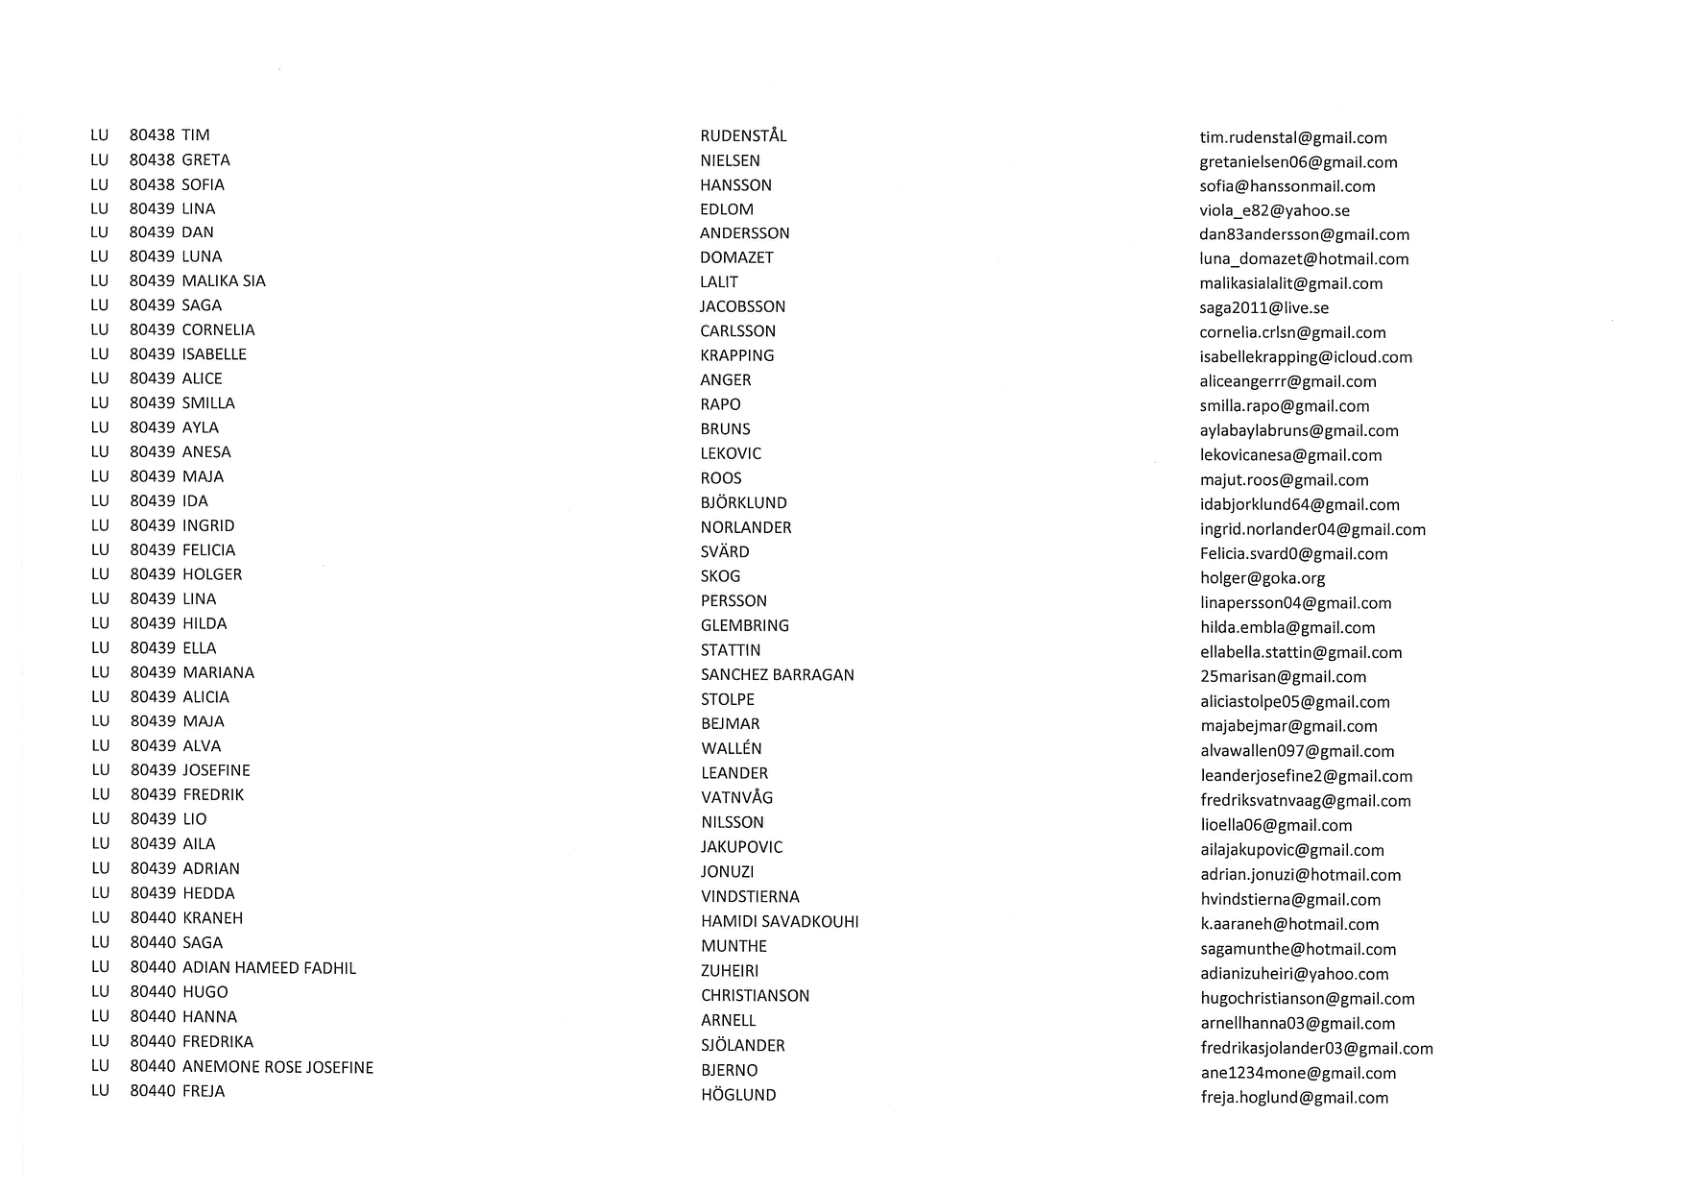 LU 80438 TIM RUDENSTÅL tim.rudenstal@gmail.com
LU 80438 GRETA NIELSEN gretanielsen06@gmail.com
LU 80438 SOFIA HANSSON sofia@hanssonmail.com
LU 80439 LINA EDLOM viola_e82@yahoo.se
LU 80439 DAN ANDERSSON dan83andersson@gmail.com
LU 80439 LUNA DOMAZET luna_domazet@hotmail.com
LU 80439 MALIKA SIA LALIT malikasialalit@gmail.com
LU 80439 SAGA JACOBSSON saga2011@live.se
LU 80439 CORNELIA CARLSSON cornelia.crlsn@gmail.com
LU 80439 ISABELLE KRAPPING isabellekrapping@icloud.com
LU 80439 ALICE ANGER aliceangerrr@gmail.com
LU 80439 SMILLA RAPO smilla.rapo@gmail.com
LU 80439 AYLA BRUNS aylabaylabruns@gmail.com
LU 80439 ANESA LEKOVIC lekovicanesa@gmail.com
LU 80439 MAJA ROOS majut.roos@gmail.com
LU 80439 IDA BJÖRKLUND idabjorklund64@gmail.com
LU 80439 INGRID NORLANDER ingrid.norlander04@gmail.com
LU 80439 FELICIA SVÄRD Felicia.svard0@gmail.com
LU 80439 HOLGER SKOG holger@goka.org
LU 80439 LINA PERSSON linapersson04@gmail.com
LU 80439 HILDA GLEMBRING hilda.embla@gmail.com
LU 80439 ELLA STATTIN ellabella.stattin@gmail.com
LU 80439 MARIANA SANCHEZ BARRAGAN 25marisan@gmail.com
LU 80439 ALICIA STOLPE aliciastolpe05@gmail.com
LU 80439 MAJA BEJMAR majabejmar@gmail.com
LU 80439 ALVA WALLÉN alvawallen097@gmail.com
LU 80439 JOSEFINE LEANDER leanderjosefine2@gmail.com
LU 80439 FREDRIK VATNVÅG fredriksvatnvaag@gmail.com
LU 80439 LIO NILSSON lioella06@gmail.com
LU 80439 AILA JAKUPOVIC ailajakupovic@gmail.com
LU 80439 ADRIAN JONUZI adrian.jonuzi@hotmail.com
LU 80439 HEDDA VINDSTIERNA hvindstierna@gmail.com
LU 80440 KRANEH HAMIDI SAVADKOUHI k.aaraneh@hotmail.com
LU 80440 SAGA MUNTHE sagamunthe@hotmail.com
LU 80440 ADIAN HAMEED FADHIL ZUHEIRI adianizuheiri@yahoo.com
LU 80440 HUGO CHRISTIANSON hugochristianson@gmail.com
LU 80440 HANNA ARNELL arnellhanna03@gmail.com
LU 80440 FREDRIKA SJÖLANDER fredrikasjolander03@gmail.com
LU 80440 ANEMONE ROSE JOSEFINE BJERNO ane1234mone@gmail.com
LU 80440 FREJA HÖGLUND freja.hoglund@gmail.com